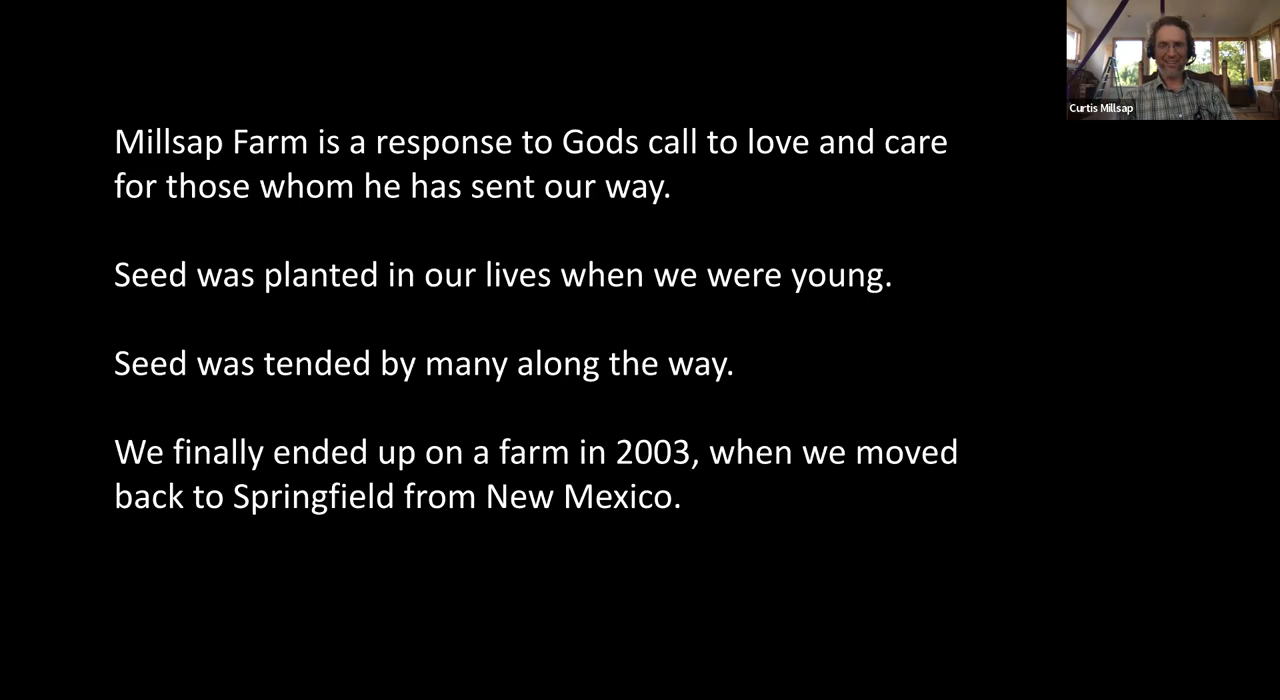 Curtis Millsap
Millsap Farm is a response to Gods call to love and care
for those whom he has sent our way.
Seed was planted in our lives when we were young.
Seed was tended by many along the way.
We finally ended up on a farm in 2003, when we moved
back to Springfield from New Mexico.